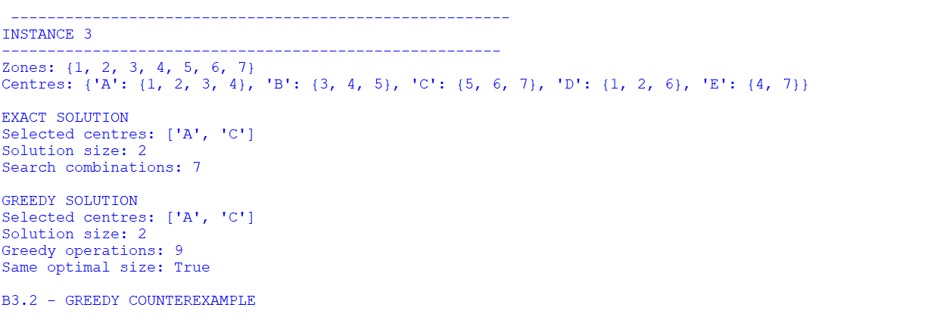 ------------------------------------------------------
INSTANCE 3
------------------------------------------------------
Zones: {1, 2, 3, 4, 5, 6, 7}
Centres: {'A': {1, 2, 3, 4}, 'B': {3, 4, 5}, 'C': {5, 6, 7}, 'D': {1, 2, 6}, 'E': {4, 7}}
EXACT SOLUTION
Selected centres: ['A', 'C']
Solution size: 2
Search combinations: 7
GREEDY SOLUTION
Selected centres: ['A', 'C']
Solution size: 2
Greedy operations: 9
Same optimal size: True
B3.2 - GREEDY COUNTEREXAMPLE